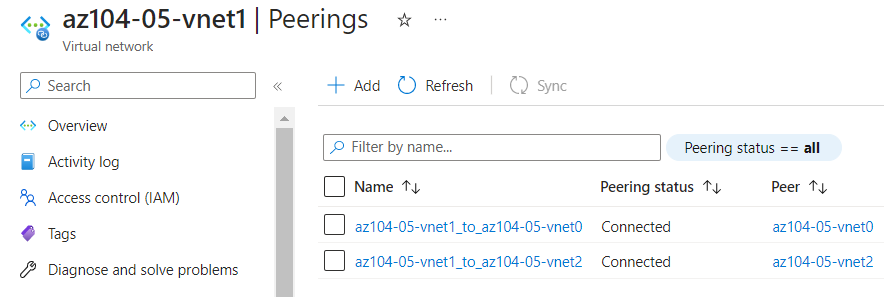 az104-05-vnet1 | Peerings
Virtual network
Search
Overview
Activity log
Access control (IAM)
Tags
Diagnose and solve problems
Add Refresh Sync
Filter by name... Peering status == all
Name Peering status Peer
az104-05-vnet1_to_az104-05-vnet0 Connected az104-05-vnet0
az104-05-vnet1_to_az104-05-vnet2 Connected az104-05-vnet2